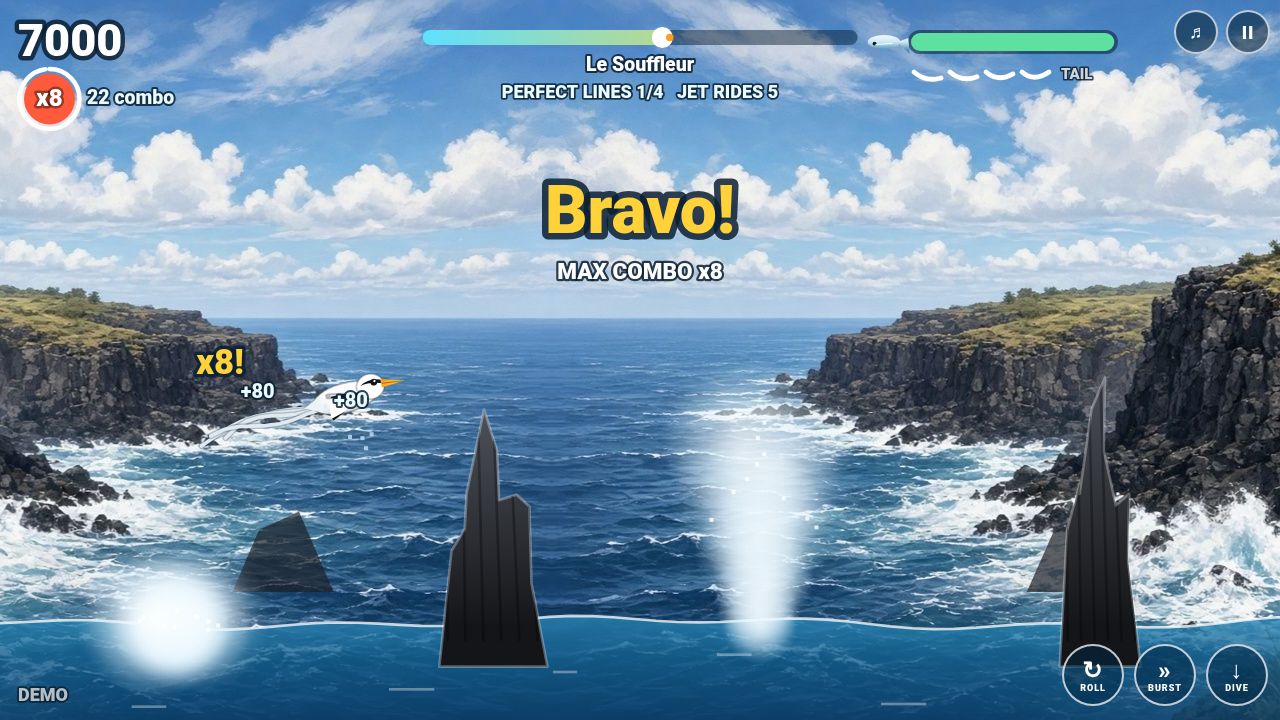 7000
x8 22 combo
Le Souffleur
PERFECT LINES 1/4 JET RIDES 5
TAIL
Bravo!
MAX COMBO x8
x8!
+80
+80
DEMO
ROLL
BURST
DIVE